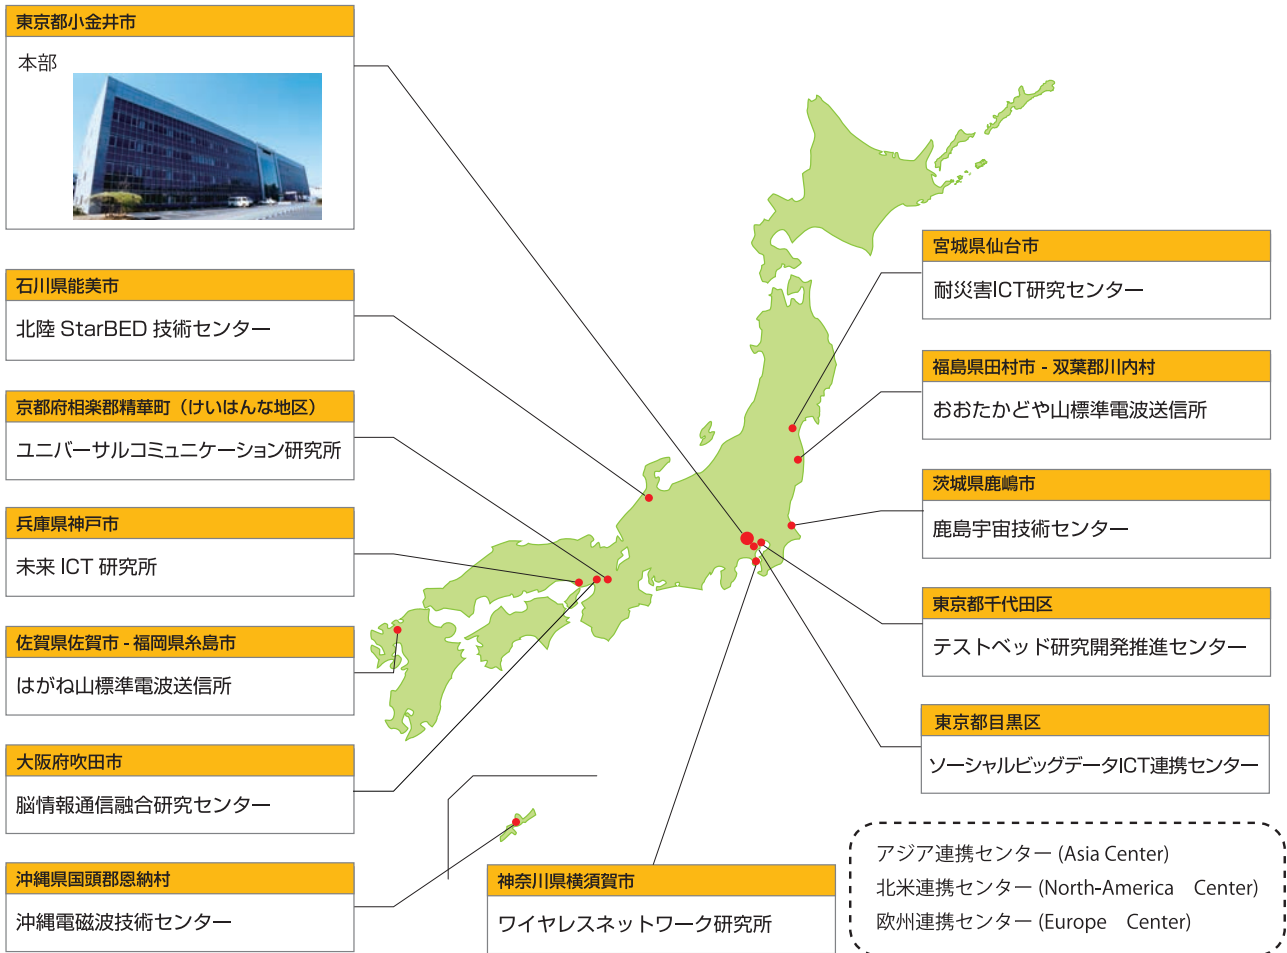 東京都小金井市
本部
石川県能美市
北陸 StarBED 技術センター
京都府相楽郡精華町（けいはんな地区）
ユニバーサルコミュニケーション研究所
兵庫県神戸市
未来 ICT 研究所
佐賀県佐賀市 - 福岡県糸島市
はがね山標準電波送信所
大阪府吹田市
脳情報通信融合研究センター
沖縄県国頭郡恩納村
沖縄電磁波技術センター
神奈川県横須賀市
ワイヤレスネットワーク研究所
宮城県仙台市
耐災害ICT研究センター
福島県田村市 - 双葉郡川内村
おおたかどや山標準電波送信所
茨城県鹿嶋市
鹿島宇宙技術センター
東京都千代田区
テストベッド研究開発推進センター
東京都目黒区
ソーシャルビッグデータICT連携センター
アジア連携センター (Asia Center)
北米連携センター (North-America　Center)
欧州連携センター (Europe　Center)